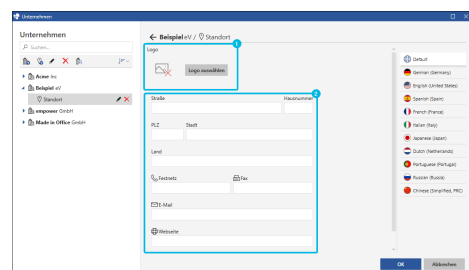 Unternehmen
Unternehmen
Suchen...
Acme Inc
Beispiel eV
Standort
empower GmbH
Made in Office GmbH
Beispiel eV / Standort
Logo
1
Logo auswählen
2
Straße Hausnummer
PLZ Stadt
Land
Festnetz Fax
E-Mail
Webseite
Default
German (Germany)
English (United States)
Spanish (Spain)
French (France)
Italian (Italy)
Japanese (Japan)
Dutch (Netherlands)
Portuguese (Portugal)
Russian (Russia)
Chinese (Simplified, PRC)
OK Abbrechen